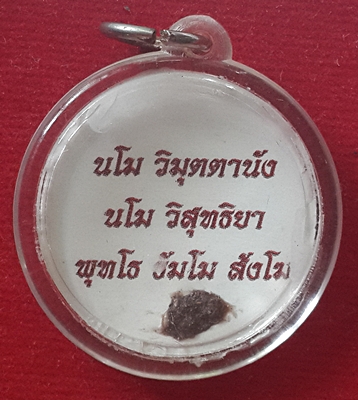 นโม วิมุตตานัง
นโม วิสุทธิยา
พุทโธ ธัมโม สังโฆ